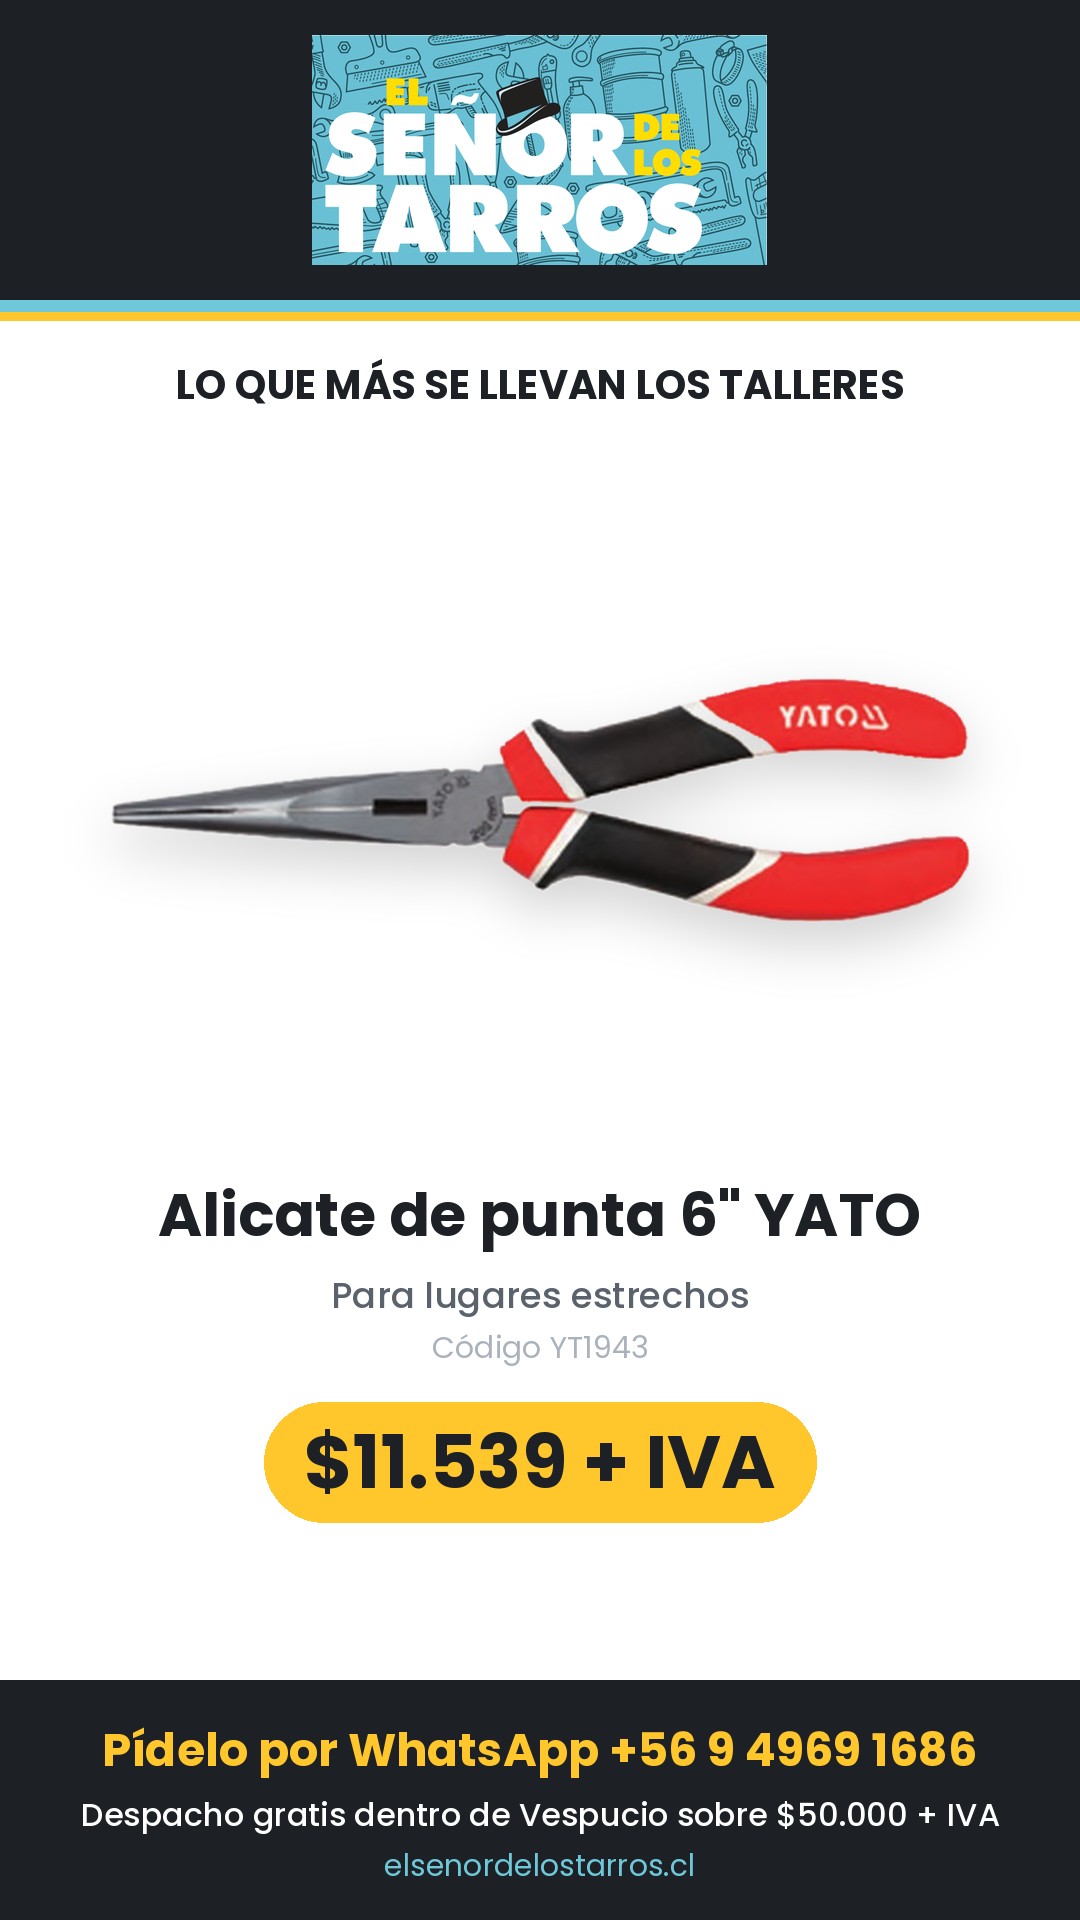 EL
SEÑOR DE LOS
TARROS
LO QUE MÁS SE LLEVAN LOS TALLERES
YATO
YATO
Alicate de punta 6" YATO
Para lugares estrechos
Código YT1943
$11.539 + IVA
Pídelo por WhatsApp +56 9 4969 1686
Despacho gratis dentro de Vespucio sobre $50.000 + IVA
elsenordelostarros.cl